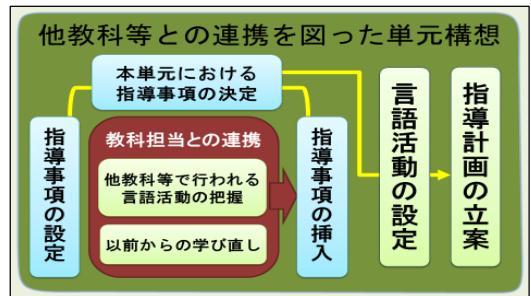 他教科等との連携を図った単元構想
本単元における
指導事項の決定
指導事項の設定
教科担当との連携
他教科等で行われる
言語活動の把握
以前からの学び直し
指導事項の挿入
言語活動の設定
指導計画の立案